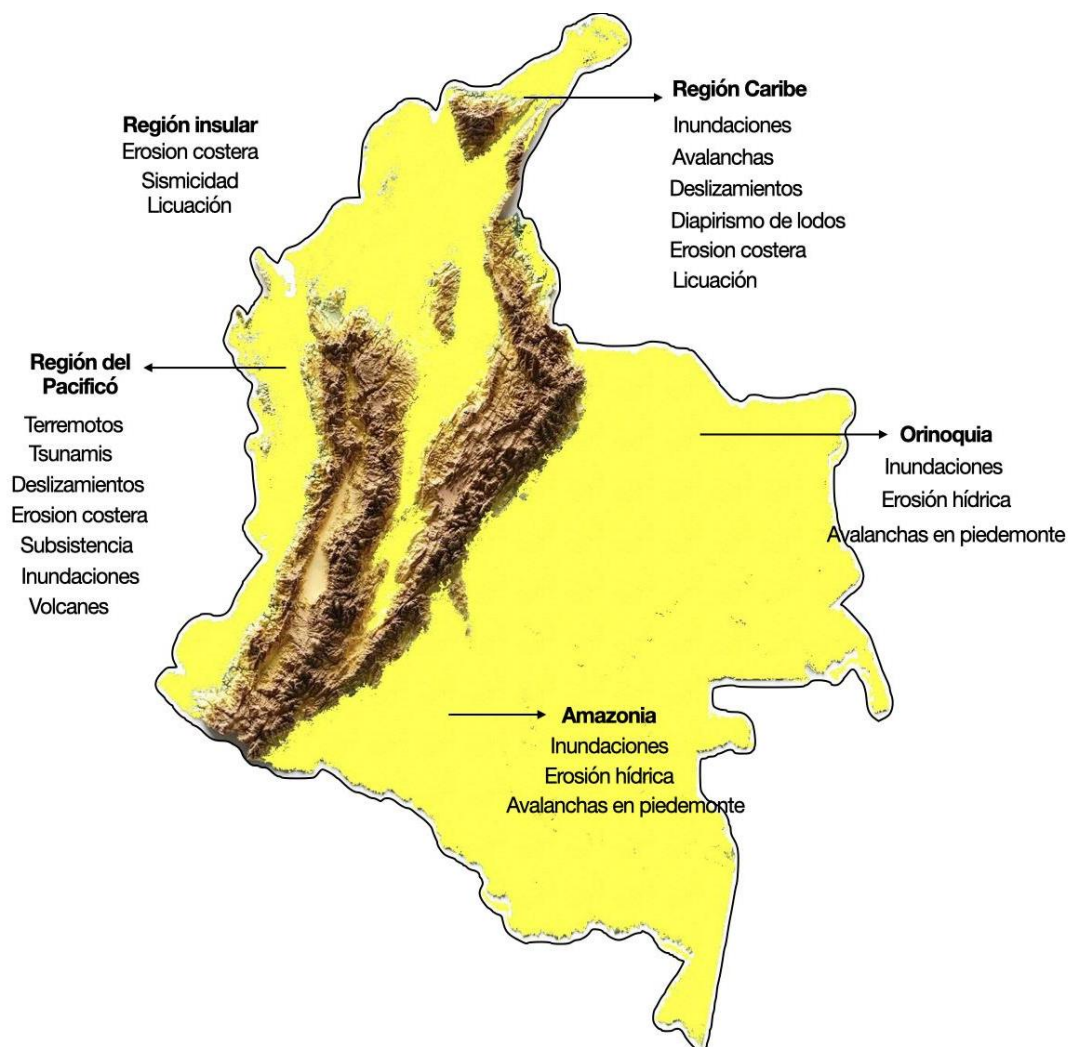 Región insular
Erosion costera
Sismicidad
Licuación
Región Caribe
Inundaciones
Avalanchas
Deslizamientos
Diapirismo de lodos
Erosion costera
Licuación
Región del
Pacificó
Terremotos
Tsunamis
Deslizamientos
Erosion costera
Subsistencia
Inundaciones
Volcanes
Orinoquia
Inundaciones
Erosión hídrica
Avalanchas en piedemonte
Amazonia
Inundaciones
Erosión hídrica
Avalanchas en piedemonte